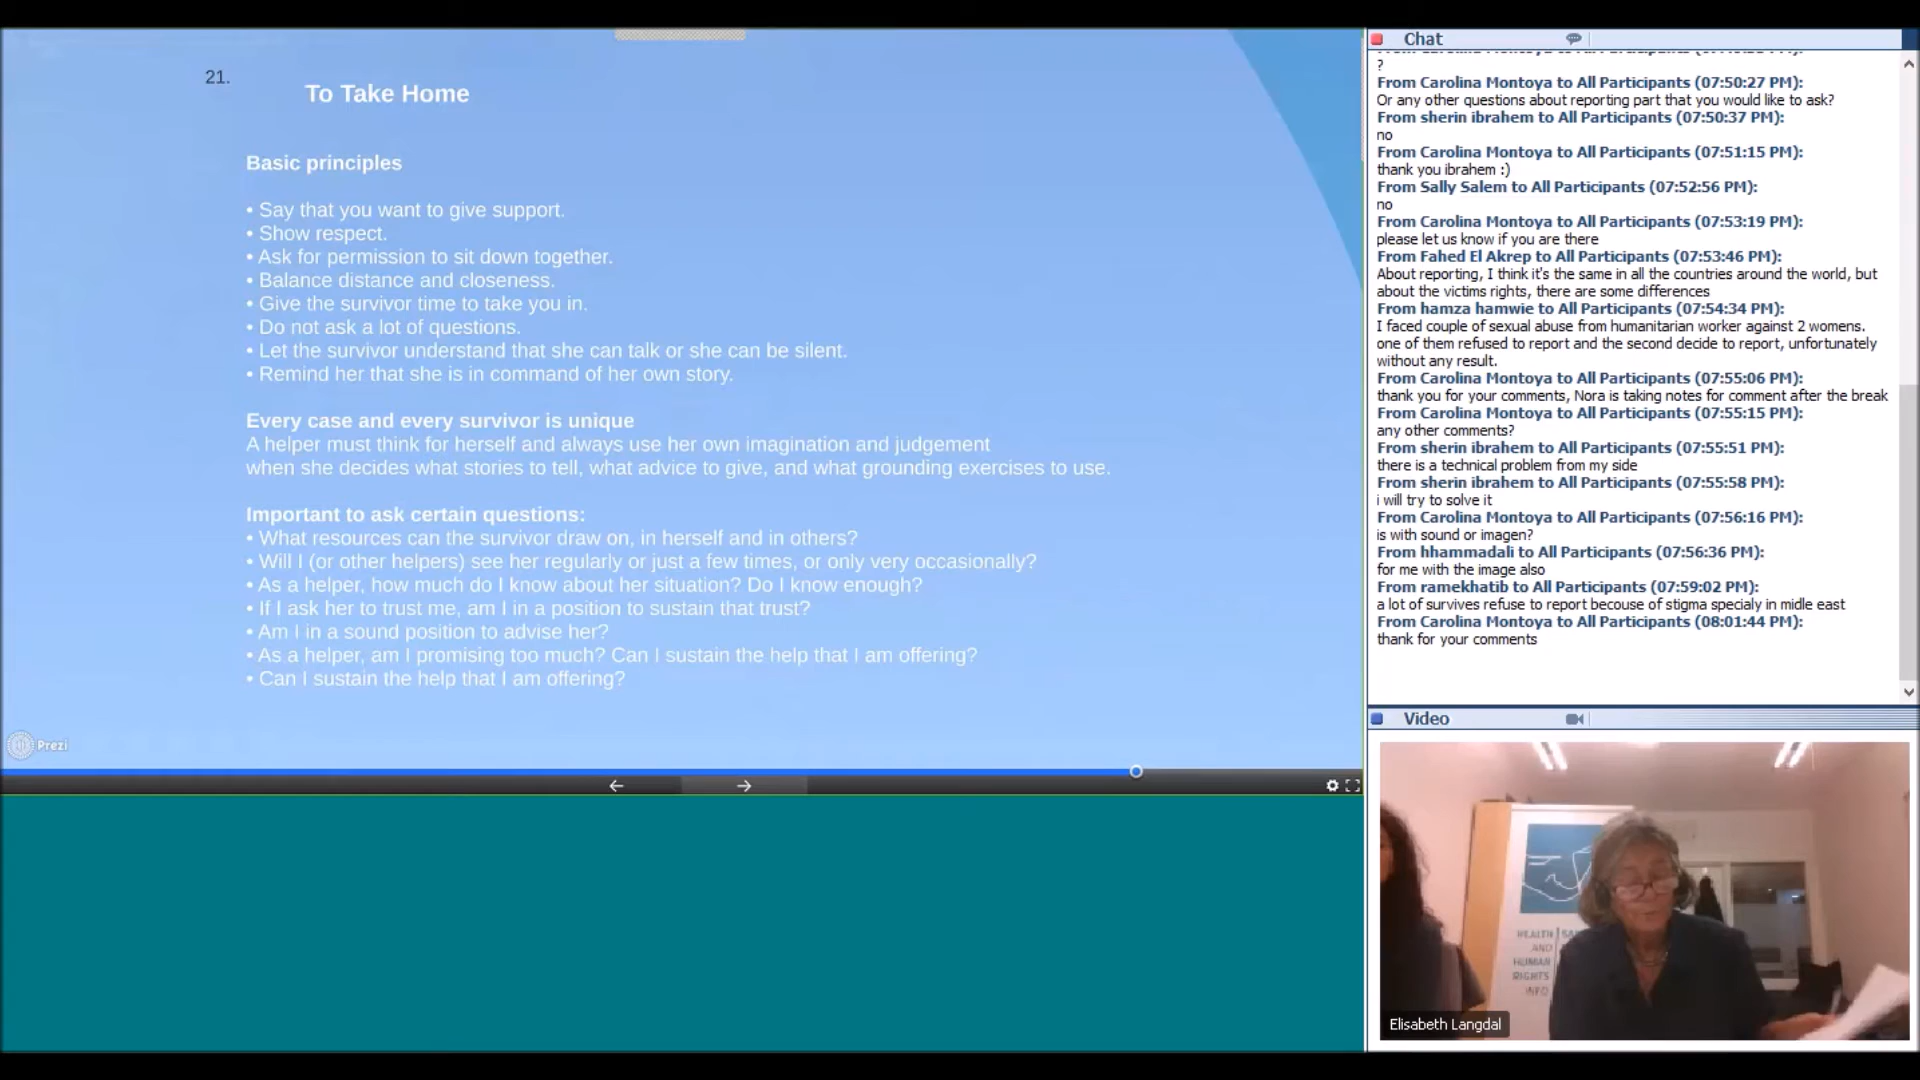 21.
To Take Home
Basic principles
• Say that you want to give support.
• Show respect.
• Ask for permission to sit down together.
• Balance distance and closeness.
• Give the survivor time to take you in.
• Do not ask a lot of questions.
• Let the survivor understand that she can talk or she can be silent.
• Remind her that she is in command of her own story.
Every case and every survivor is unique
A helper must think for herself and always use her own imagination and judgement
when she decides what stories to tell, what advice to give, and what grounding exercises to use.
Important to ask certain questions:
• What resources can the survivor draw on, in herself and in others?
• Will I (or other helpers) see her regularly or just a few times, or only very occasionally?
• As a helper, how much do I know about her situation? Do I know enough?
• If I ask her to trust me, am I in a position to sustain that trust?
• Am I in a sound position to advise her?
• As a helper, am I promising too much? Can I sustain the help that I am offering?
• Can I sustain the help that I am offering?
Prezi
Chat
?
From Carolina Montoya to All Participants (07:50:27 PM):
Or any other questions about reporting part that you would like to ask?
From sherin ibrahem to All Participants (07:50:37 PM):
no
From Carolina Montoya to All Participants (07:51:15 PM):
thank you ibrahem :)
From Sally Salem to All Participants (07:52:56 PM):
no
From Carolina Montoya to All Participants (07:53:19 PM):
please let us know if you are there
From Fahed El Akrep to All Participants (07:53:46 PM):
About reporting, I think it's the same in all the countries around the world, but
about the victims rights, there are some differences
From hamza hamwie to All Participants (07:54:34 PM):
I faced couple of sexual abuse from humanitarian worker against 2 womens.
one of them refused to report and the second decide to report, unfortunately
without any result.
From Carolina Montoya to All Participants (07:55:06 PM):
thank you for your comments, Nora is taking notes for comment after the break
From Carolina Montoya to All Participants (07:55:15 PM):
any other comments?
From sherin ibrahem to All Participants (07:55:51 PM):
there is a technical problem from my side
From sherin ibrahem to All Participants (07:55:58 PM):
i will try to solve it
From Carolina Montoya to All Participants (07:56:16 PM):
is with sound or imagen?
From hhammadali to All Participants (07:56:36 PM):
for me with the image also
From ramekhatib to All Participants (07:59:02 PM):
a lot of survives refuse to report becouse of stigma specialy in midle east
From Carolina Montoya to All Participants (08:01:44 PM):
thank for your comments
Video
HEALTH
AND
HUMAN
RIGHTS
INFO
Elisabeth Langdal